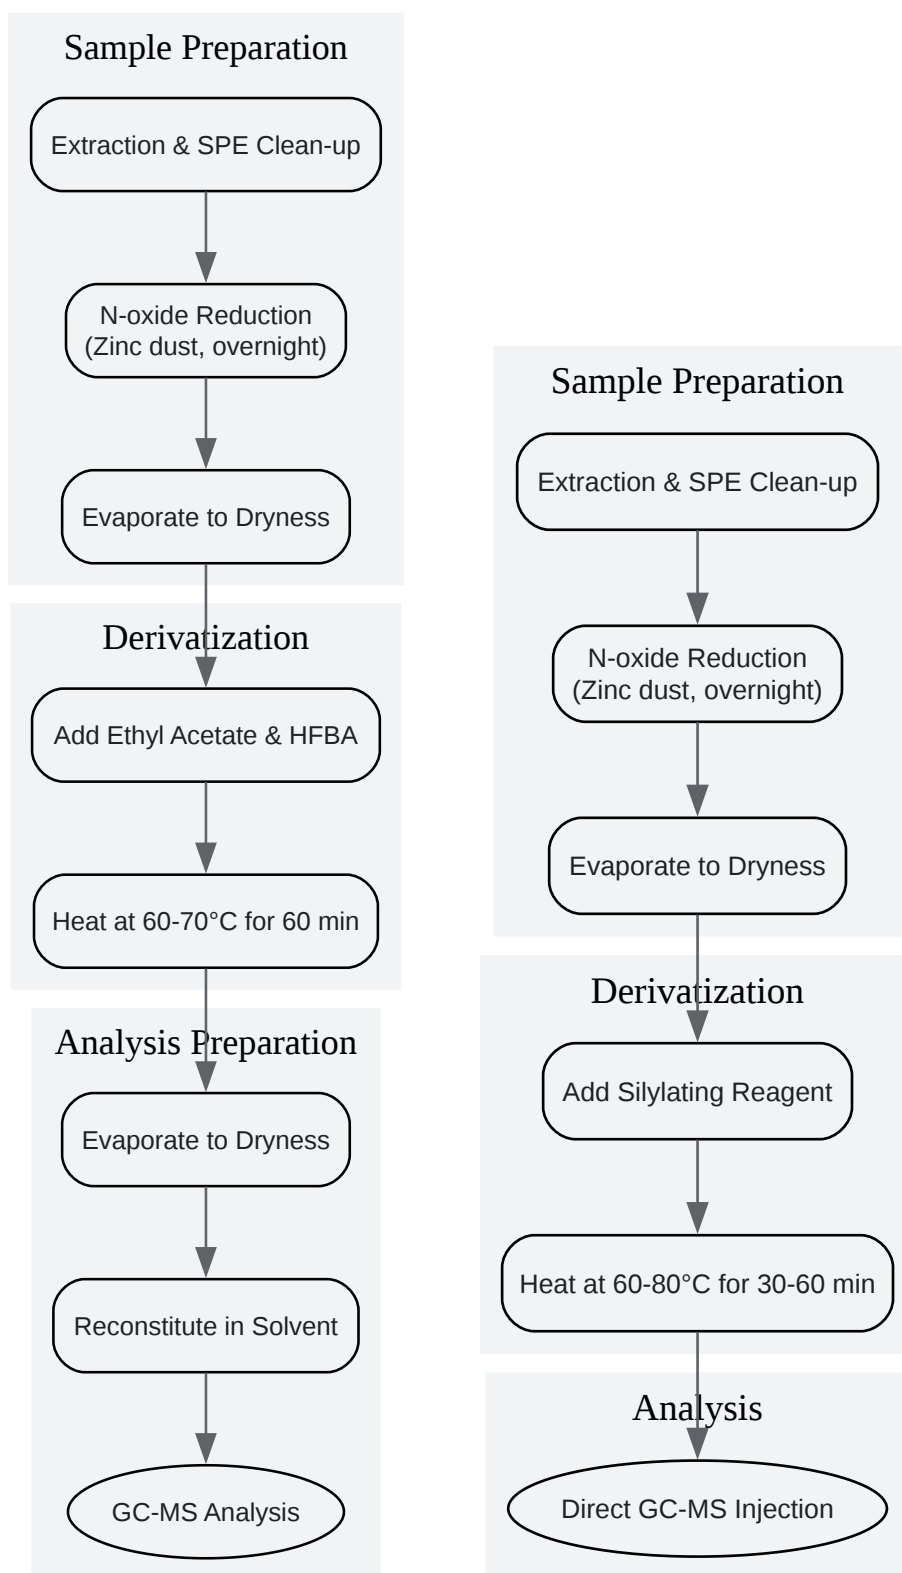 Sample Preparation
Extraction & SPE Clean-up
N-oxide Reduction
(Zinc dust, overnight)
Evaporate to Dryness
Derivatization
Add Ethyl Acetate & HFBA
Heat at 60-70°C for 60 min
Analysis Preparation
Evaporate to Dryness
Reconstitute in Solvent
GC-MS Analysis
Sample Preparation
Extraction & SPE Clean-up
N-oxide Reduction
(Zinc dust, overnight)
Evaporate to Dryness
Derivatization
Add Silylating Reagent
Heat at 60-80°C for 30-60 min
Analysis
Direct GC-MS Injection